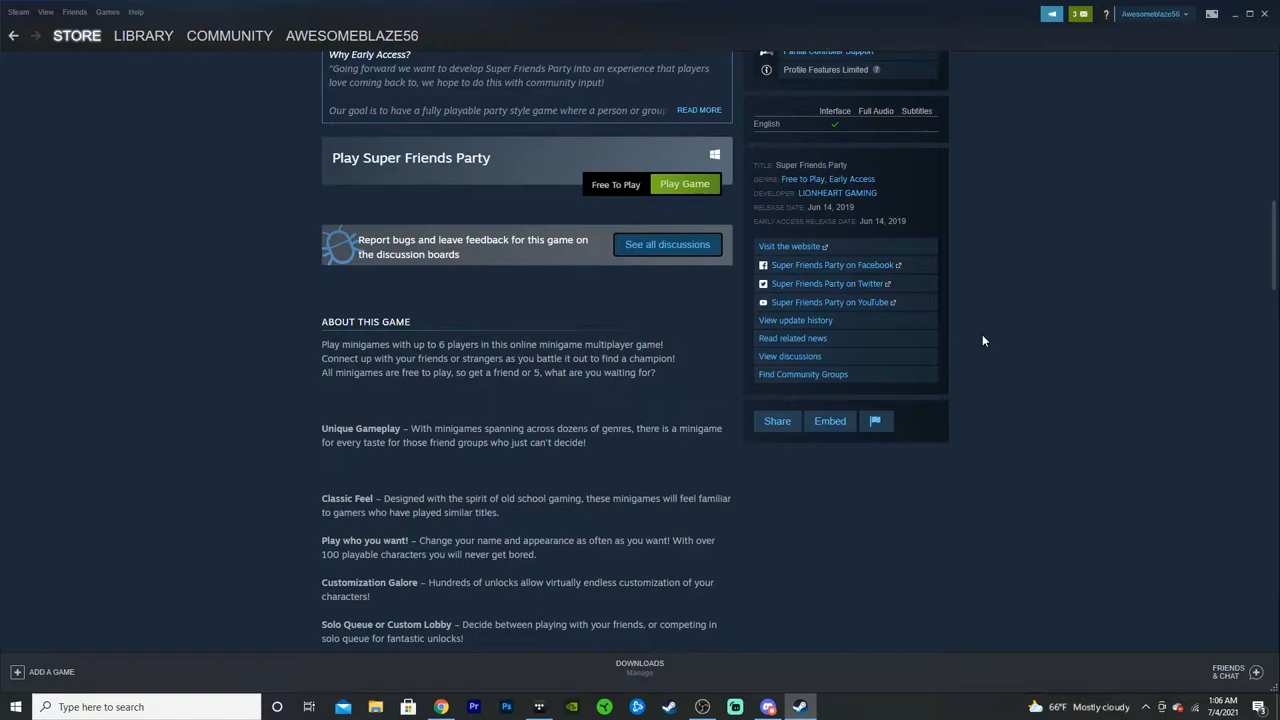 Steam View Friends Games Help
3 ? Awesomeblaze56
STORE LIBRARY COMMUNITY AWESOMEBLAZE56
Why Early Access?
"Going forward we want to develop Super Friends Party into an experience that players
love coming back to, we hope to do this with community input!
Our goal is to have a fully playable party style game where a person or group
READ MORE
Play Super Friends Party
Free To Play Play Game
Report bugs and leave feedback for this game on
the discussion boards
See all discussions
ABOUT THIS GAME
Play minigames with up to 6 players in this online minigame multiplayer game!
Connect up with your friends or strangers as you battle it out to find a champion!
All minigames are free to play, so get a friend or 5, what are you waiting for?
Unique Gameplay – With minigames spanning across dozens of genres, there is a minigame
for every taste for those friend groups who just can't decide!
Classic Feel – Designed with the spirit of old school gaming, these minigames will feel familiar
to gamers who have played similar titles.
Play who you want! – Change your name and appearance as often as you want! With over
100 playable characters you will never get bored.
Customization Galore – Hundreds of unlocks allow virtually endless customization of your
characters!
Solo Queue or Custom Lobby – Decide between playing with your friends, or competing in
solo queue for fantastic unlocks!
Partial Controller Support
Profile Features Limited ?
Interface Full Audio Subtitles
English
TITLE: Super Friends Party
GENRE: Free to Play, Early Access
DEVELOPER: LIONHEART GAMING
RELEASE DATE: Jun 14, 2019
EARLY ACCESS RELEASE DATE: Jun 14, 2019
Visit the website
Super Friends Party on Facebook
Super Friends Party on Twitter
Super Friends Party on YouTube
View update history
Read related news
View discussions
Find Community Groups
Share Embed
ADD A GAME
DOWNLOADS
Manage
FRIENDS
& CHAT
Type here to search
Pr
Ps
66°F Mostly cloudy
1:06 AM
7/4/2021